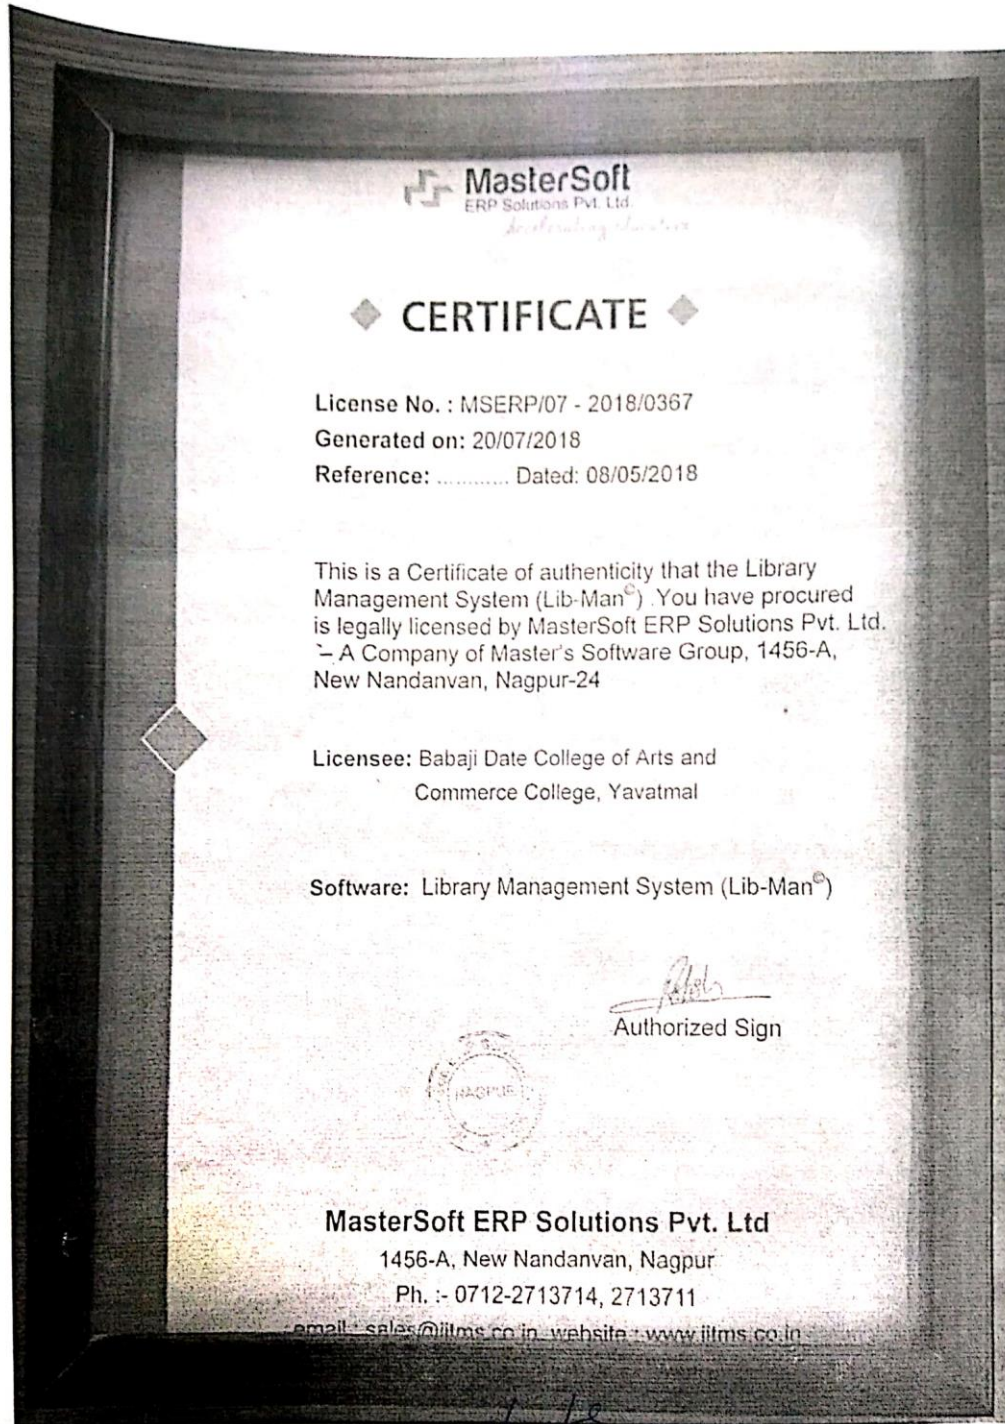 MasterSoft
ERP Solutions Pvt. Ltd.
Accelerating education
CERTIFICATE
License No. : MSERP/07 - 2018/0367
Generated on: 20/07/2018
Reference: ............ Dated: 08/05/2018
This is a Certificate of authenticity that the Library
Management System (Lib-Man©) .You have procured
is legally licensed by MasterSoft ERP Solutions Pvt. Ltd.
– A Company of Master's Software Group, 1456-A,
New Nandanvan, Nagpur-24
Licensee: Babaji Date College of Arts and
Commerce College, Yavatmal
Software: Library Management System (Lib-Man©)
Authorized Sign
NAGPUR
MasterSoft ERP Solutions Pvt. Ltd
1456-A, New Nandanvan, Nagpur
Ph. :- 0712-2713714, 2713711
email : sales@iitms.co.in website : www.iitms.co.in